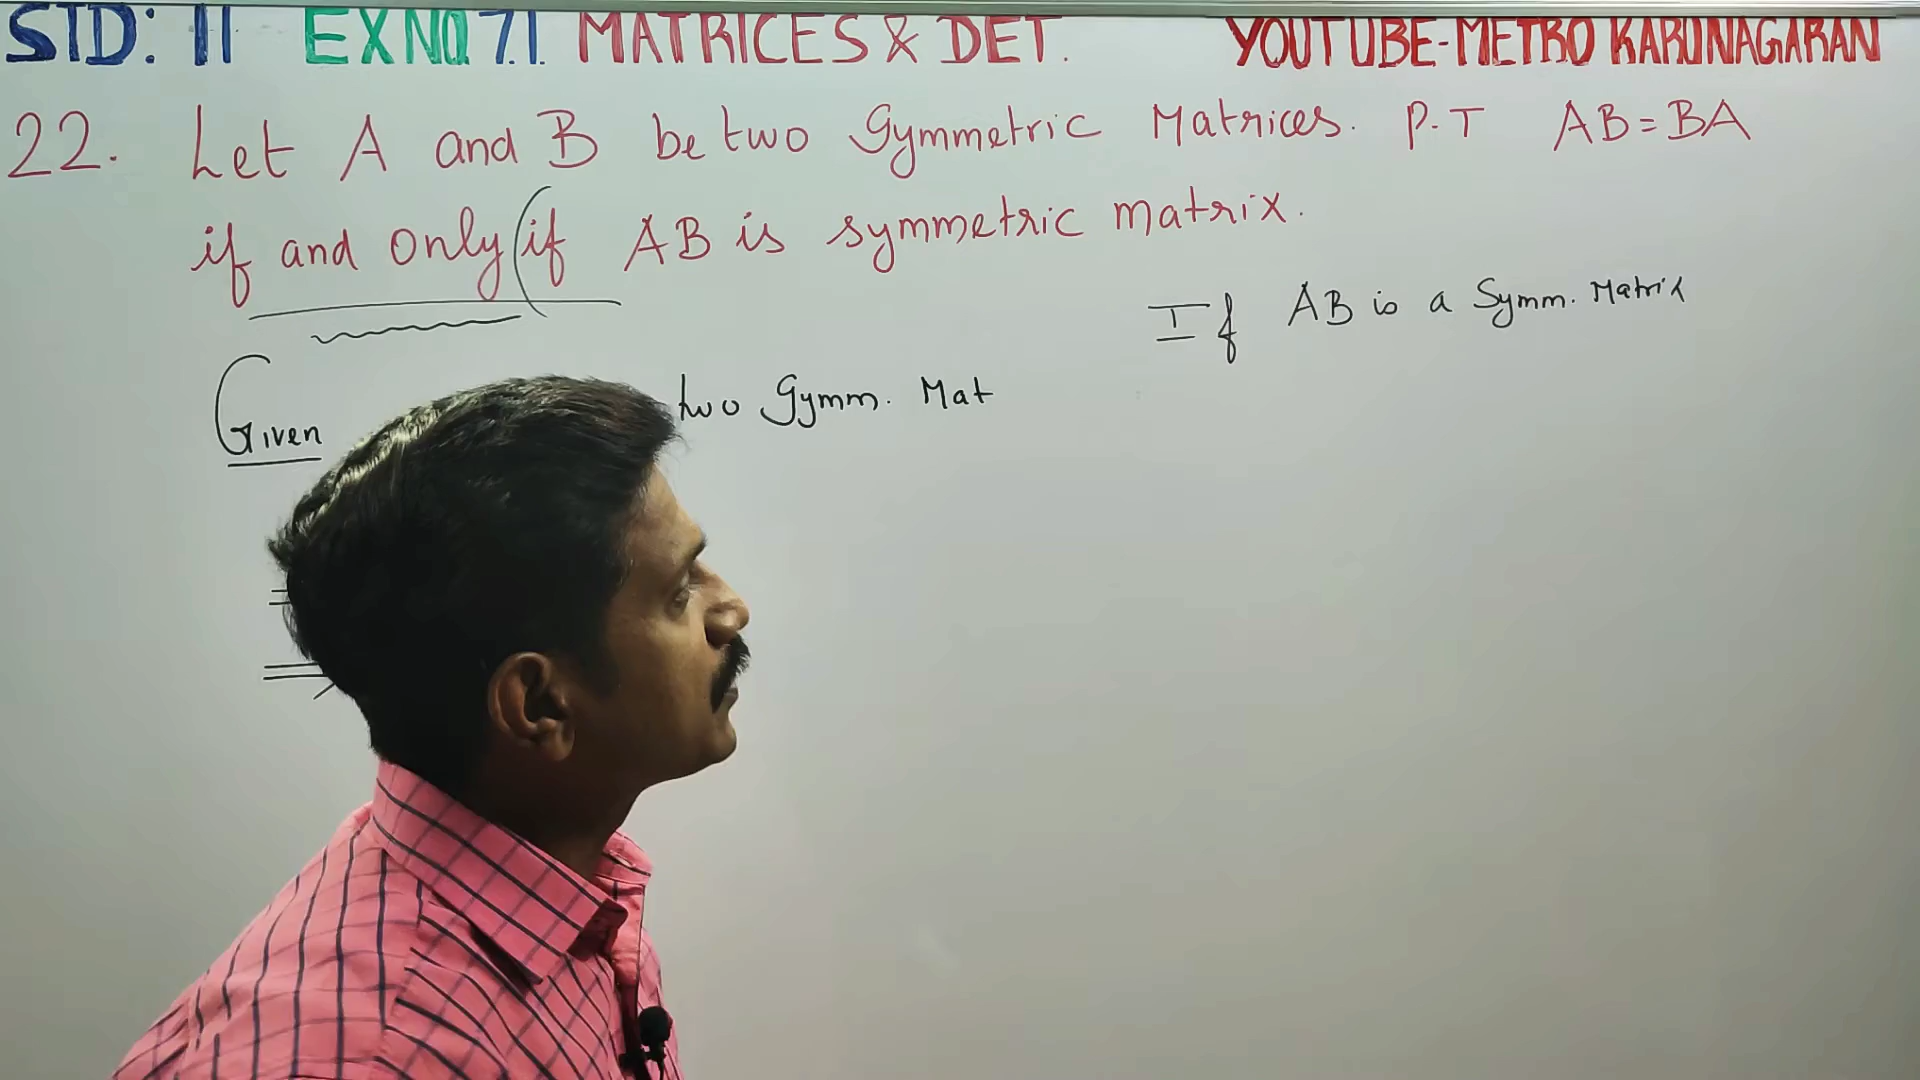 STD: 11 EX NO 7.1 MATRICES & DET. YOUTUBE-METRO KARUNAGARAN
22. Let A and B be two Symmetric Matrices. P.T AB = BA
if and only (if AB is symmetric matrix.
If AB is a Symm. Matrix
Given two Symm. Mat
=
⇒